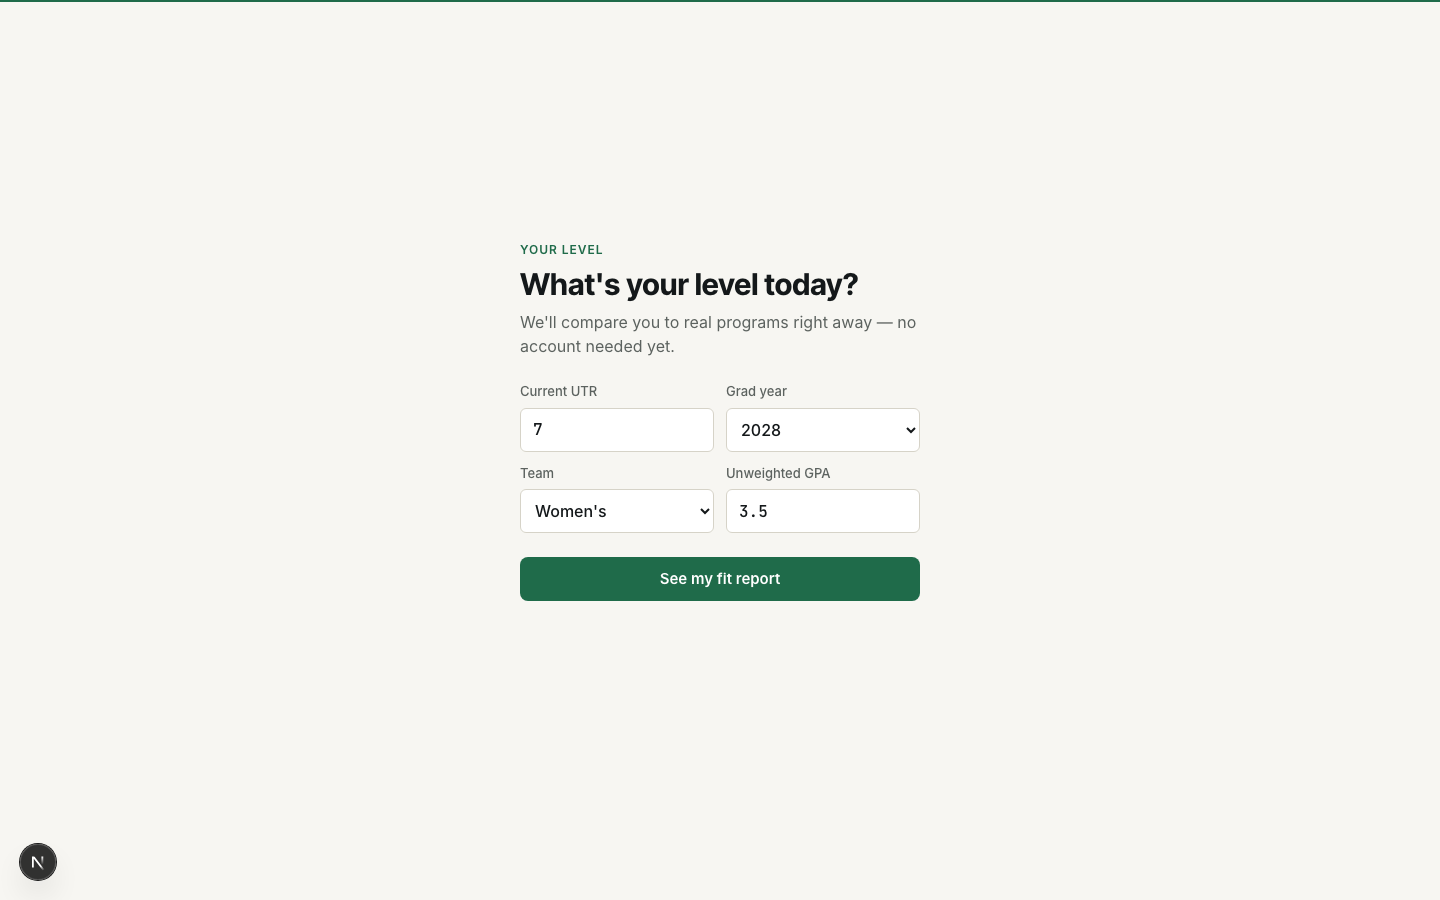 YOUR LEVEL
What's your level today?
We'll compare you to real programs right away — no
account needed yet.
Current UTR
Grad year
7
2028
Team
Unweighted GPA
Women's
3.5
See my fit report
N